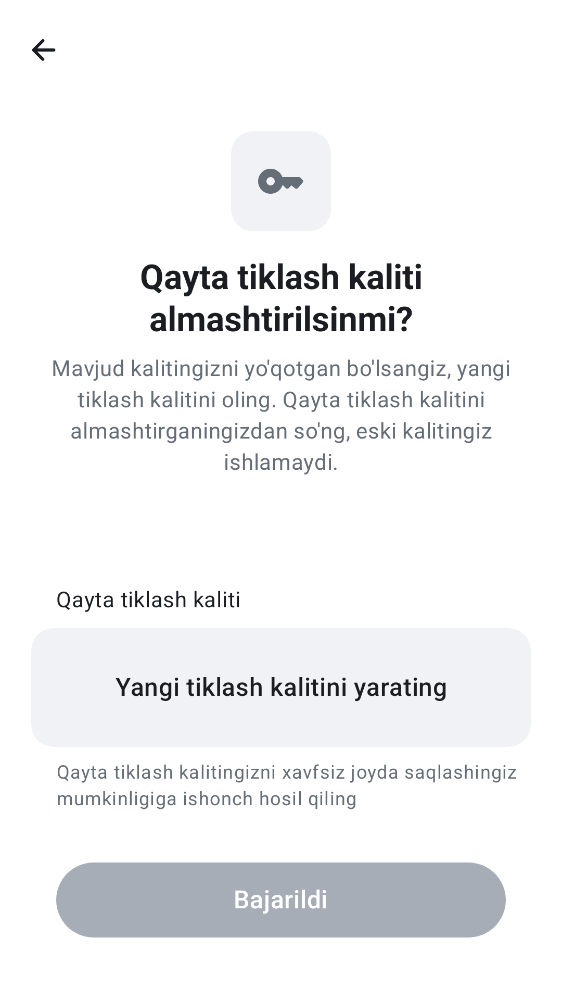 Qayta tiklash kaliti
almashtirilsinmi?
Mavjud kalitingizni yo'qotgan bo'lsangiz, yangi
tiklash kalitini oling. Qayta tiklash kalitini
almashtirganingizdan so'ng, eski kalitingiz
ishlamaydi.
Qayta tiklash kaliti
Yangi tiklash kalitini yarating
Qayta tiklash kalitingizni xavfsiz joyda saqlashingiz
mumkinligiga ishonch hosil qiling
Bajarildi